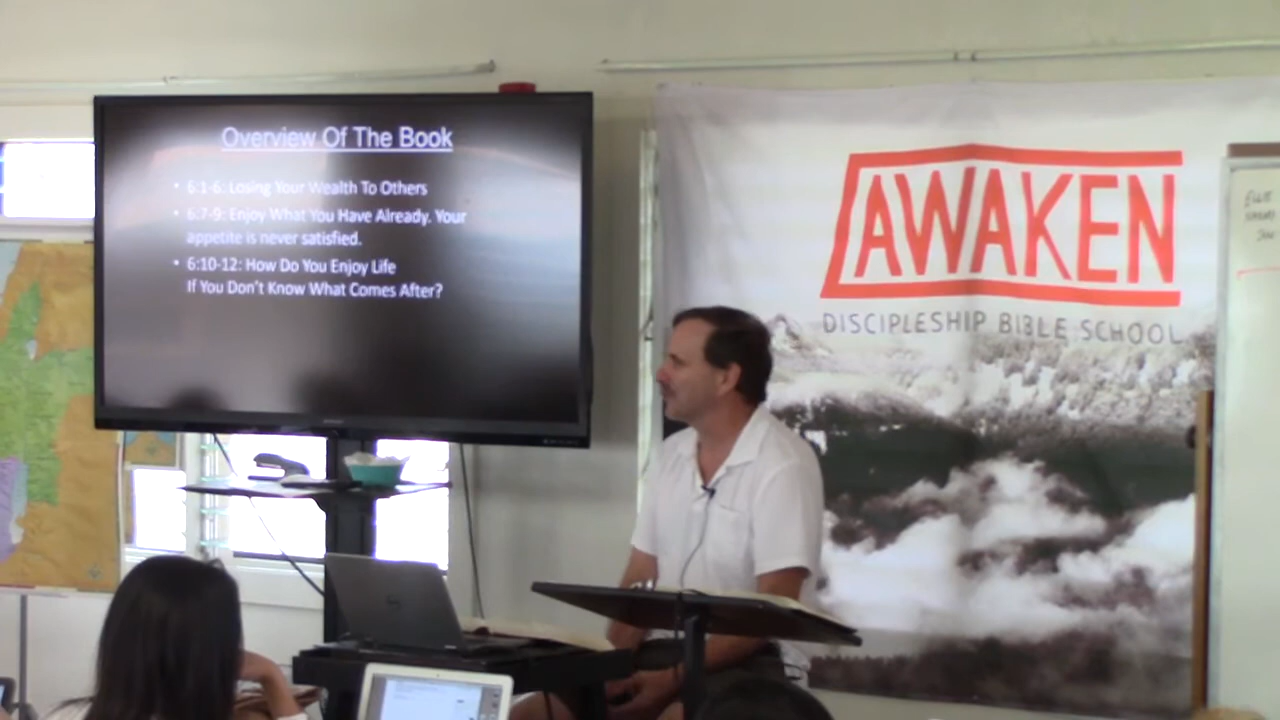 Overview Of The Book
• 6:1-6: Losing Your Wealth To Others
• 6:7-9: Enjoy What You Have Already. Your
appetite is never satisfied.
• 6:10-12: How Do You Enjoy Life
If You Don't Know What Comes After?
AWAKEN
DISCIPLESHIP BIBLE SCHOOL